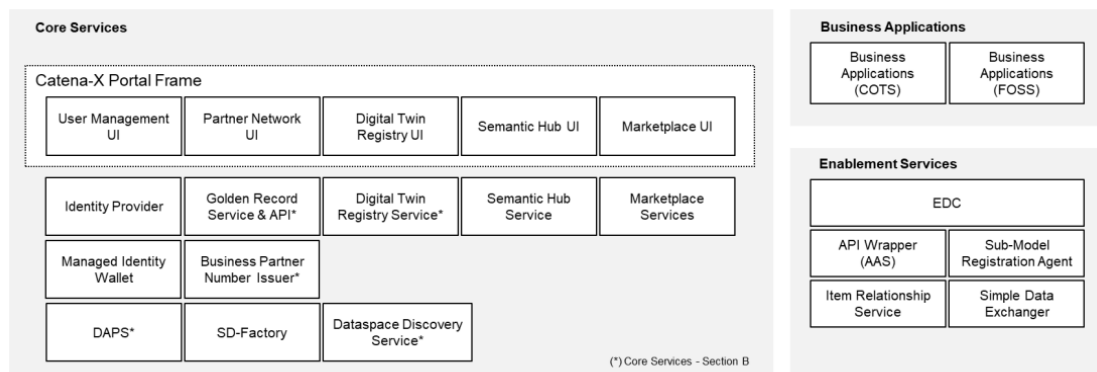 Core Services
Catena-X Portal Frame
User Management
UI
Partner Network
UI
Digital Twin
Registry UI
Semantic Hub UI
Marketplace UI
Identity Provider
Golden Record
Service & API*
Digital Twin
Registry Service*
Semantic Hub
Service
Marketplace
Services
Managed Identity
Wallet
Business Partner
Number Issuer*
DAPS*
SD-Factory
Dataspace Discovery
Service*
(*) Core Services - Section B
Business Applications
Business
Applications
(COTS)
Business
Applications
(FOSS)
Enablement Services
EDC
API Wrapper
(AAS)
Sub-Model
Registration Agent
Item Relationship
Service
Simple Data
Exchanger